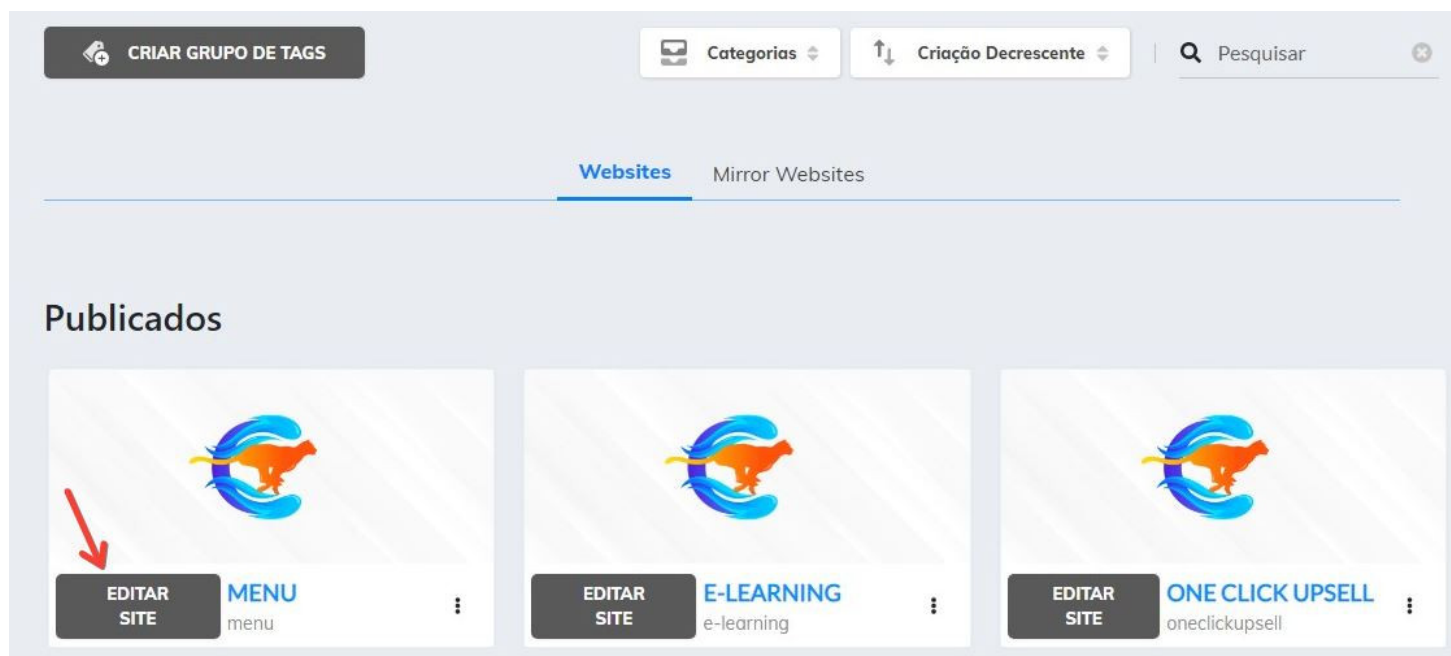 CRIAR GRUPO DE TAGS
Categorias
Criação Decrescente
Pesquisar
Websites
Mirror Websites
Publicados
EDITAR SITE
MENU
menu
EDITAR SITE
E-LEARNING
e-learning
EDITAR SITE
ONE CLICK UPSELL
oneclickupsell